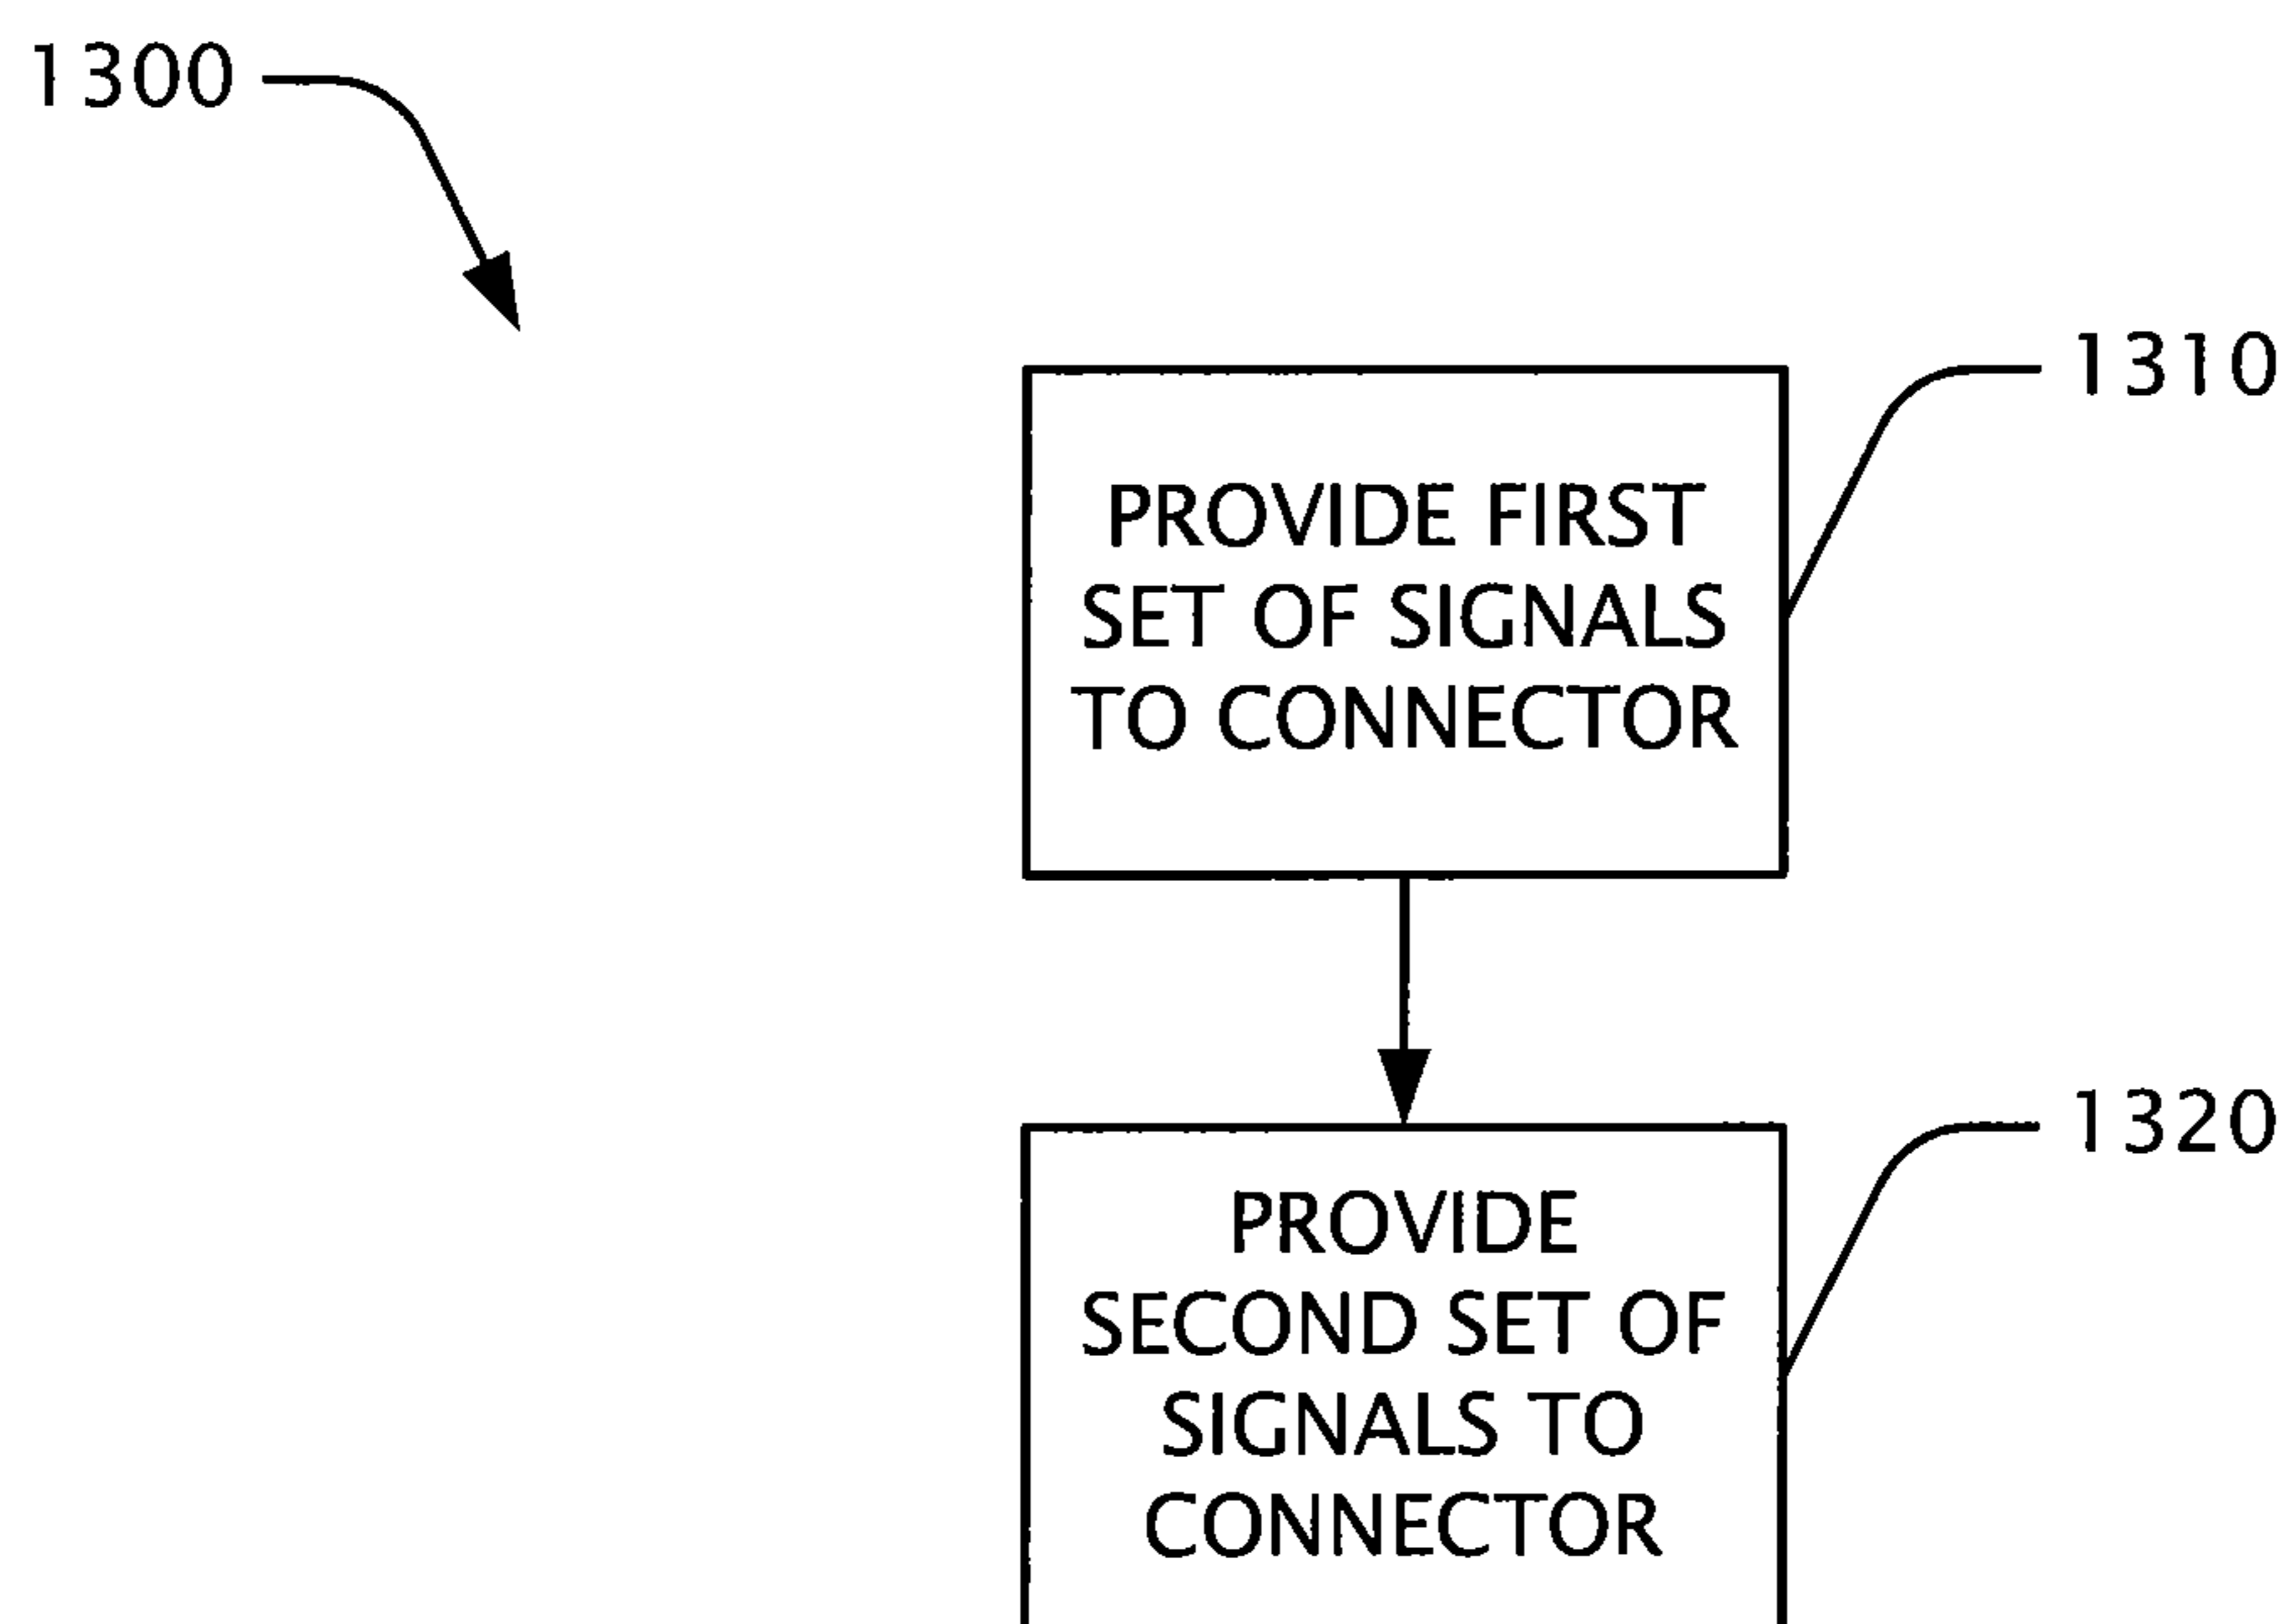 1300
1310
PROVIDE FIRST
SET OF SIGNALS
TO CONNECTOR
1320
PROVIDE
SECOND SET OF
SIGNALS TO
CONNECTOR